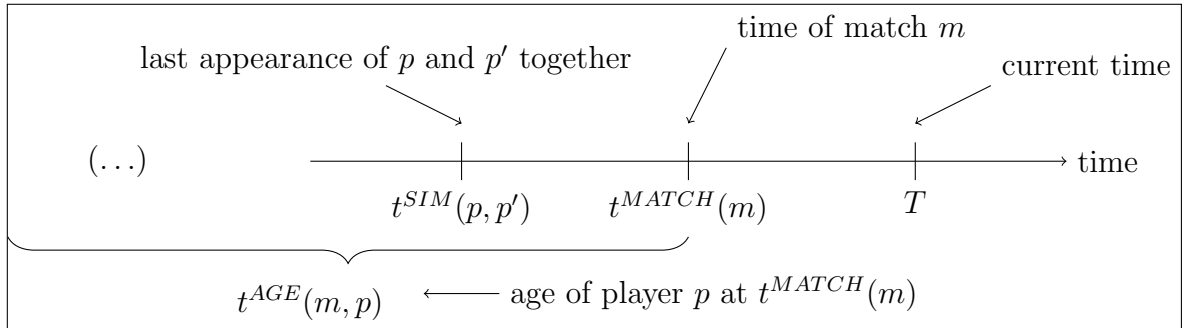 time of match m
last appearance of p and p′ together
current time
(...)
time
t^{SIM}(p, p′)
t^{MATCH}(m)
T
t^{AGE}(m, p)
age of player p at t^{MATCH}(m)